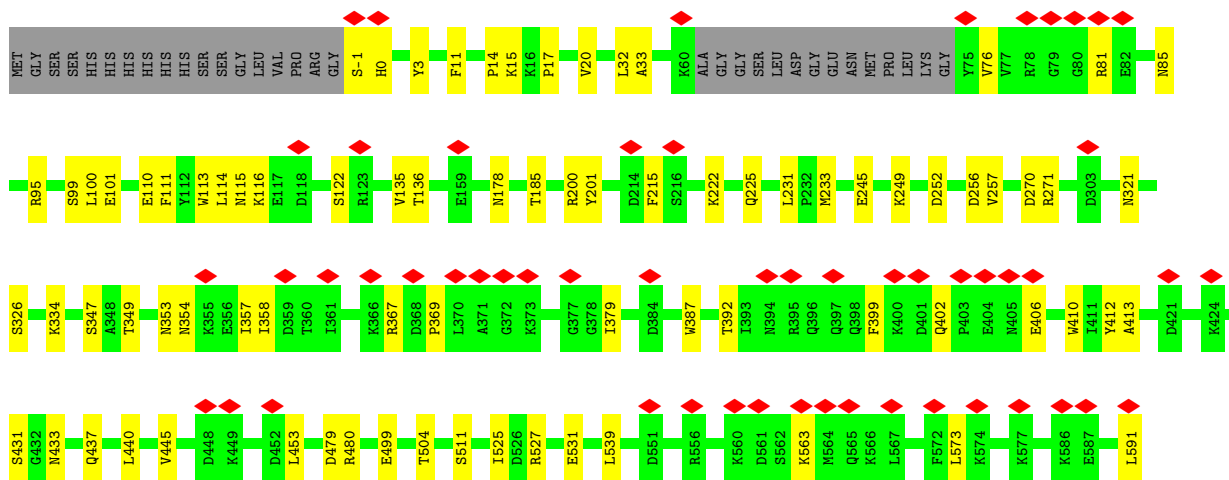 MET GLY SER SER HIS HIS HIS HIS HIS HIS SER SER GLY LEU VAL PRO ARG GLY S-1 H0 Y3 F11 P14 K15 K16 P17 V20 L32 A33 K60 ALA GLY GLY SER LEU ASP GLY GLU ASN MET PRO LEU LYS GLY Y75 V76 V77 R78 G79 G80 R81 E82 N85
R95 S99 L100 E101 E110 F111 Y112 W113 L114 N115 K116 E117 D118 S122 R123 V135 T136 E159 N178 T185 R200 Y201 D214 F215 S216 K222 Q225 L231 P232 M233 E245 K249 D252 D256 V257 D270 R271 D303 N321
S326 K334 S347 A348 T349 N353 N354 K355 E356 I357 I358 D359 T360 I361 K366 R367 D368 P369 L370 A371 G372 K373 G377 G378 I379 D384 W387 T392 I393 N394 R395 Q396 Q397 Q398 F399 K400 D401 Q402 P403 E404 N405 E406 W410 I411 Y412 A413 D421 K424
S431 G432 N433 Q437 L440 V445 D448 K449 D452 L453 D479 R480 E499 T504 S511 I525 D526 R527 E531 L539 D551 R556 K560 D561 S562 K563 M564 Q565 K566 L567 F572 L573 K574 K577 K586 E587 L591